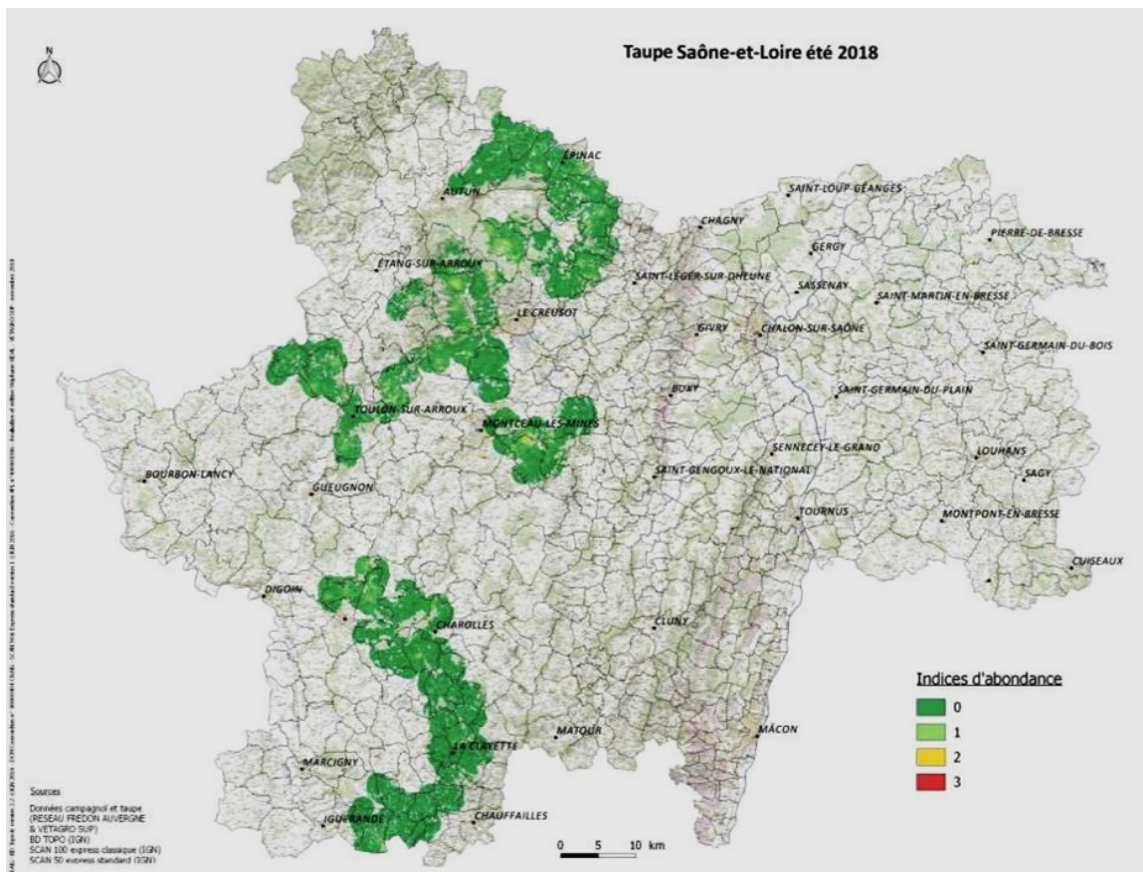 Taupe Saône-et-Loire été 2018
N
ÉPINAC
AUTUN
SAINT-LOUP-GÉANGES
CHAGNY
PIERRE-DE-BRESSE
GERGY
ÉTANG-SUR-ARROUX
SAINT-LÉGER-SUR-DHEUNE
SASSENAY
SAINT-MARTIN-EN-BRESSE
LE CREUSOT
GIVRY
CHALON-SUR-SAÔNE
SAINT-GERMAIN-DU-BOIS
BUXY
SAINT-GERMAIN-DU-PLAIN
TOULON-SUR-ARROUX
MONTCEAU-LES-MINES
SENNECEY-LE-GRAND
LOUHANS
BOURBON-LANCY
SAINT-GENGOUX-LE-NATIONAL
SAGY
GUEUGNON
TOURNUS
MONTPONT-EN-BRESSE
CUISEAUX
DIGOIN
CHAROLLES
CLUNY
MATOUR
MÂCON
LA CLAYETTE
MARCIGNY
IGUERANDE
CHAUFFAILLES
Indices d'abondance
0
1
2
3
0 5 10 km
Sources
Données campagnol et taupe
(RESEAU FREDON AUVERGNE
& VETAGRO SUP)
BD TOPO (IGN)
SCAN 100 express classique (IGN)
SCAN 50 express standard (IGN)